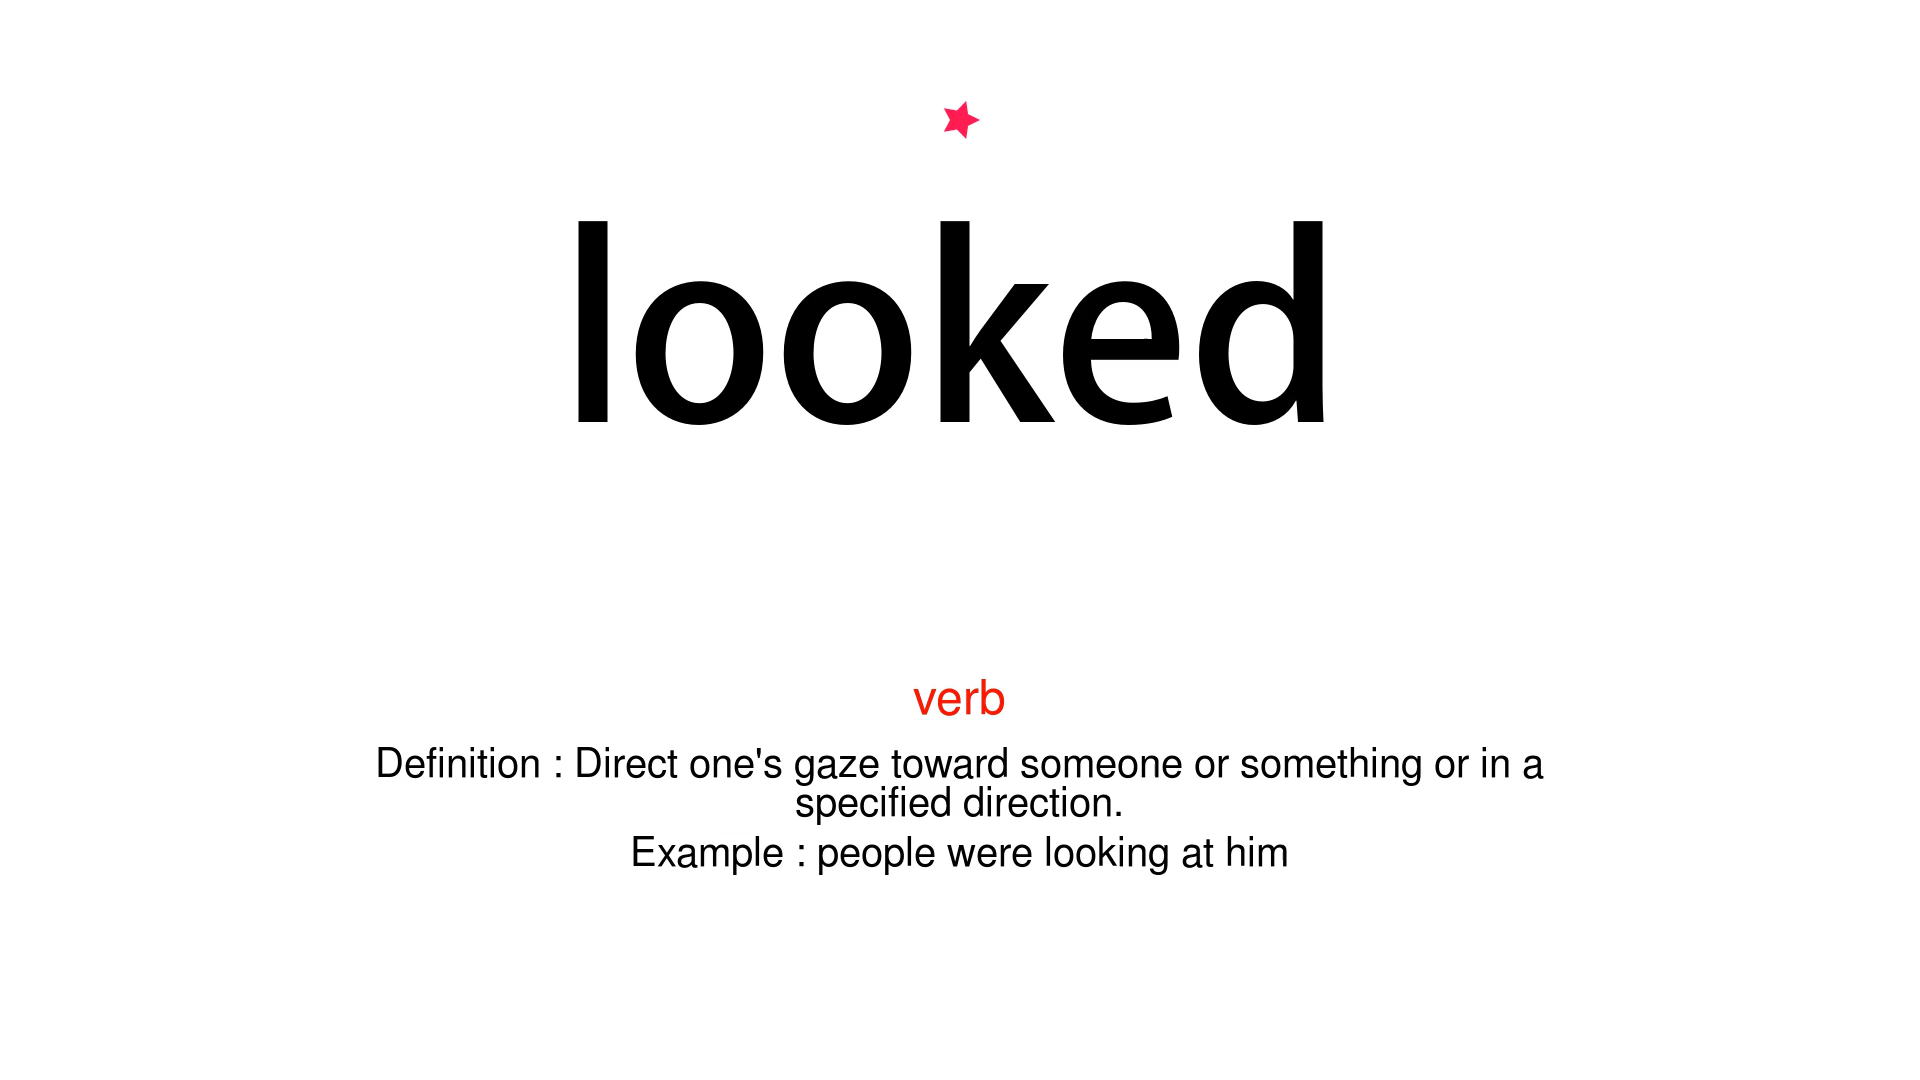 looked
verb
Definition : Direct one's gaze toward someone or something or in a
specified direction.
Example : people were looking at him